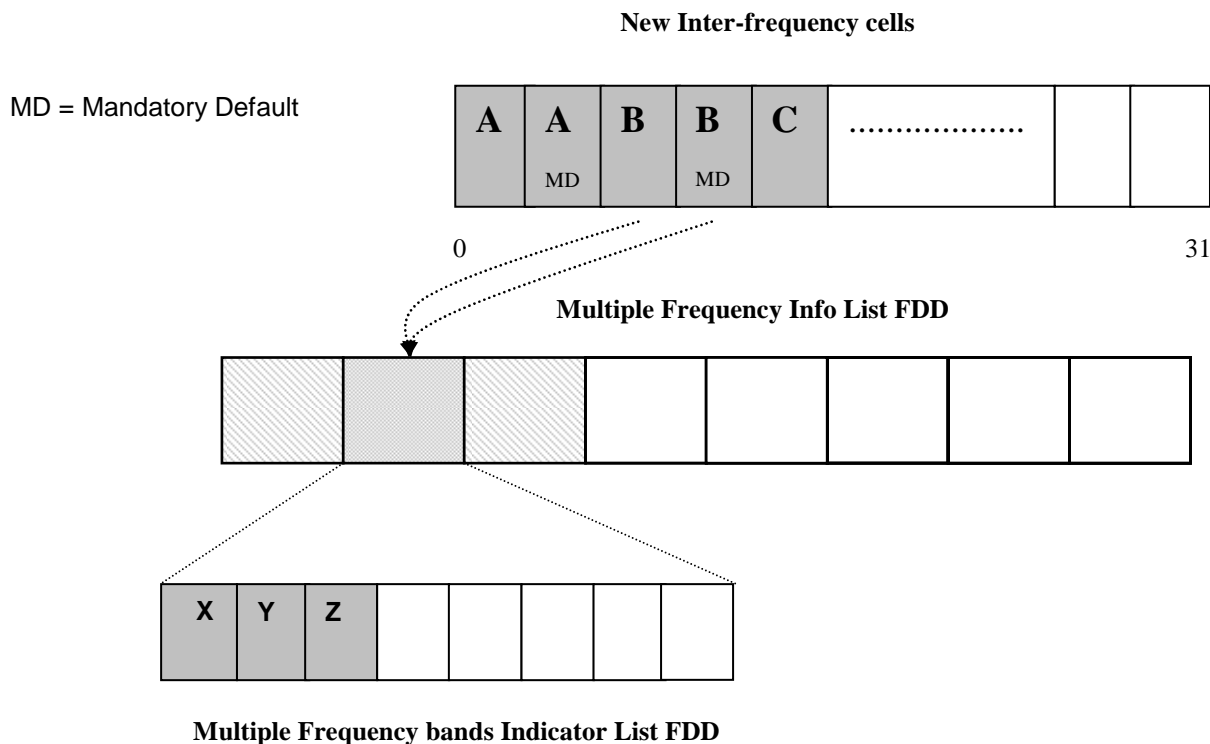 New Inter-frequency cells
MD = Mandatory Default
A A B B C ...................
MD MD
0 31
Multiple Frequency Info List FDD
X Y Z
Multiple Frequency bands Indicator List FDD